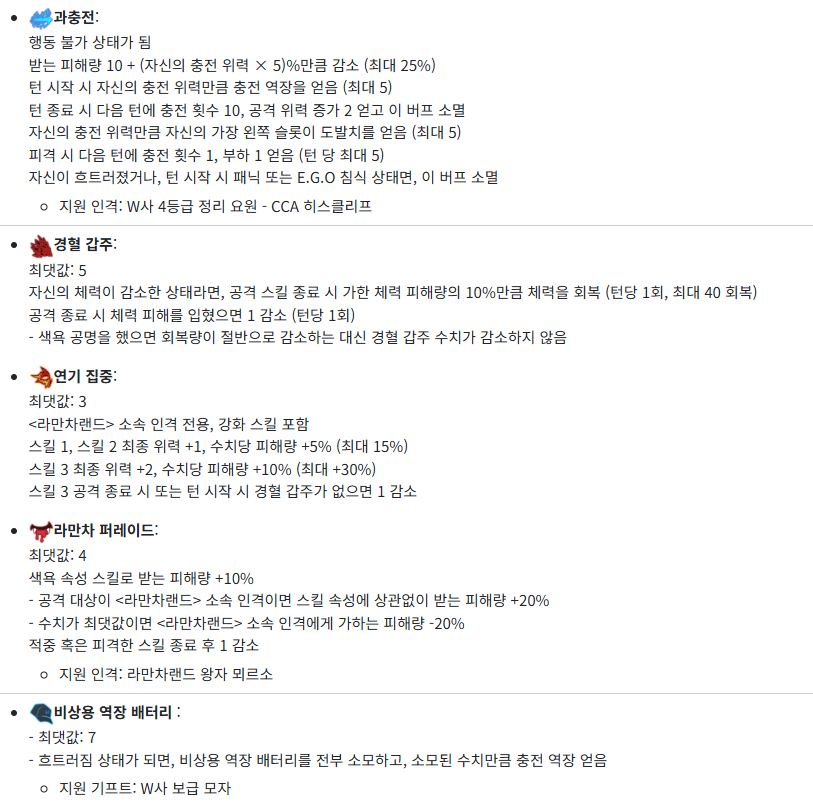 과충전:
행동 불가 상태가 됨
받는 피해량 10 + (자신의 충전 위력 × 5)%만큼 감소 (최대 25%)
턴 시작 시 자신의 충전 위력만큼 충전 역장을 얻음 (최대 5)
턴 종료 시 다음 턴에 충전 횟수 10, 공격 위력 증가 2 얻고 이 버프 소멸
자신의 충전 위력만큼 자신의 가장 왼쪽 슬롯이 도발치를 얻음 (최대 5)
피격 시 다음 턴에 충전 횟수 1, 부하 1 얻음 (턴 당 최대 5)
자신이 흐트러졌거나, 턴 시작 시 패닉 또는 E.G.O 침식 상태면, 이 버프 소멸
지원 인격: W사 4등급 정리 요원 - CCA 히스클리프
경혈 갑주:
최댓값: 5
자신의 체력이 감소한 상태라면, 공격 스킬 종료 시 가한 체력 피해량의 10%만큼 체력을 회복 (턴당 1회, 최대 40 회복)
공격 종료 시 체력 피해를 입혔으면 1 감소 (턴당 1회)
- 색욕 공명을 했으면 회복량이 절반으로 감소하는 대신 경혈 갑주 수치가 감소하지 않음
연기 집중:
최댓값: 3
<라만차랜드> 소속 인격 전용, 강화 스킬 포함
스킬 1, 스킬 2 최종 위력 +1, 수치당 피해량 +5% (최대 15%)
스킬 3 최종 위력 +2, 수치당 피해량 +10% (최대 +30%)
스킬 3 공격 종료 시 또는 턴 시작 시 경혈 갑주가 없으면 1 감소
라만차 퍼레이드:
최댓값: 4
색욕 속성 스킬로 받는 피해량 +10%
- 공격 대상이 <라만차랜드> 소속 인격이면 스킬 속성에 상관없이 받는 피해량 +20%
- 수치가 최댓값이면 <라만차랜드> 소속 인격에게 가하는 피해량 -20%
적중 혹은 피격한 스킬 종료 후 1 감소
지원 인격: 라만차랜드 왕자 뫼르소
비상용 역장 배터리 :
- 최댓값: 7
- 흐트러짐 상태가 되면, 비상용 역장 배터리를 전부 소모하고, 소모된 수치만큼 충전 역장 얻음
지원 기프트: W사 보급 모자